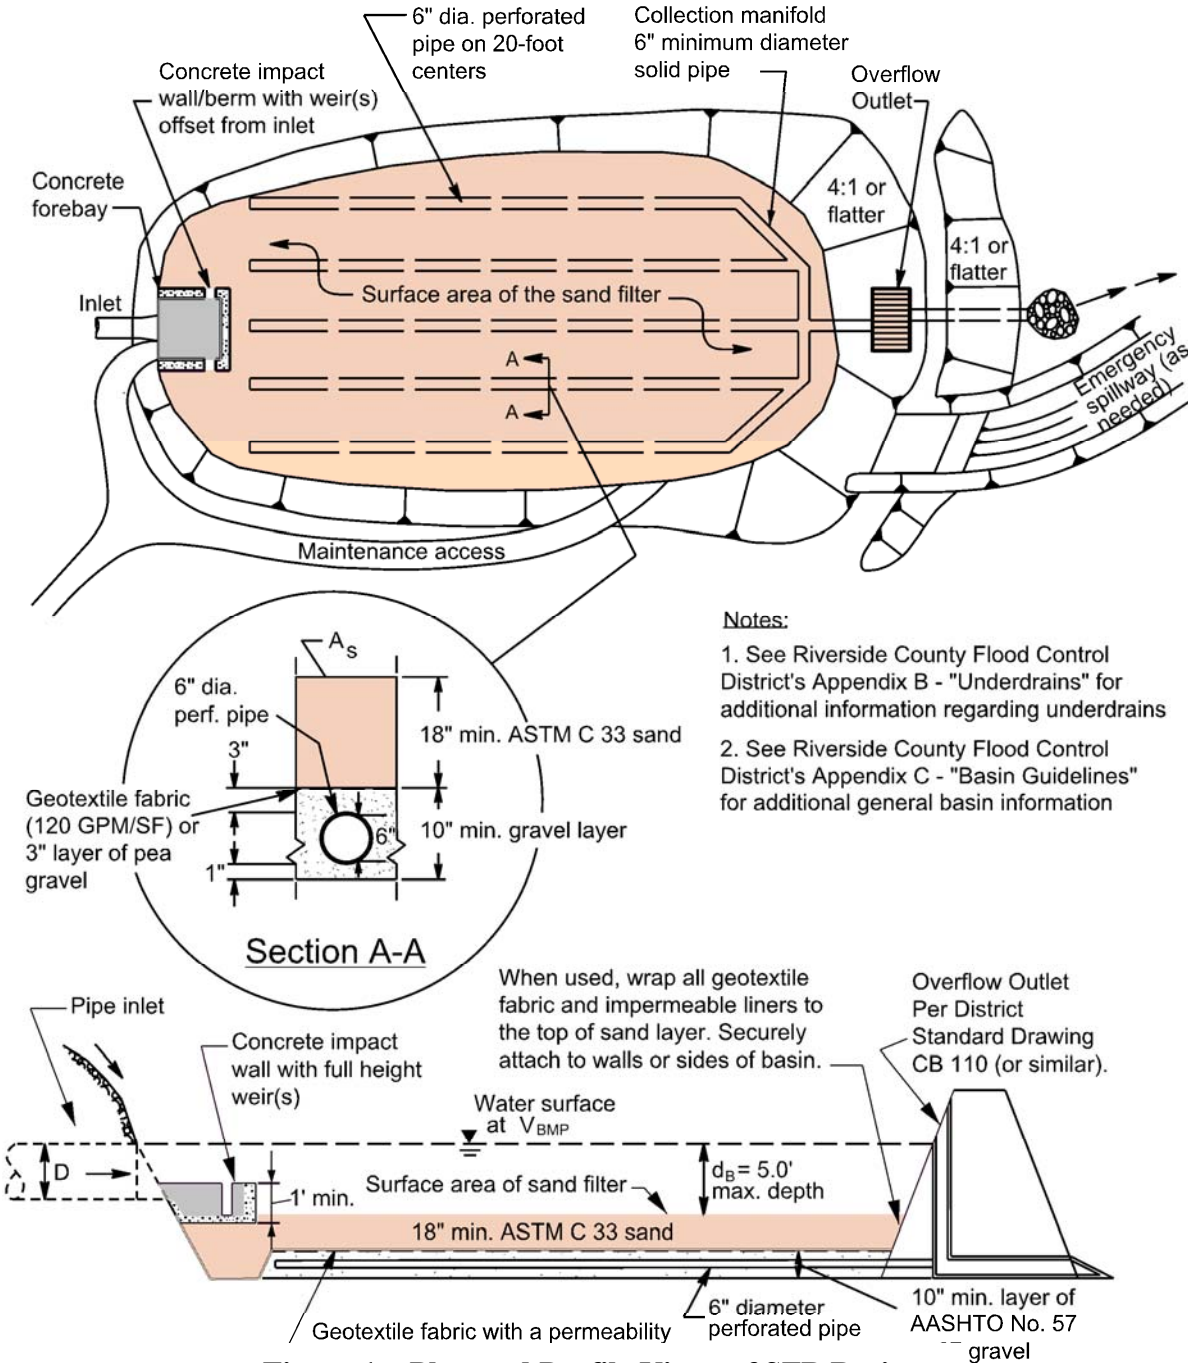 6" dia. perforated
pipe on 20-foot
centers
Collection manifold
6" minimum diameter
solid pipe
Overflow
Outlet
Concrete impact
wall/berm with weir(s)
offset from inlet
Concrete
forebay
4:1 or
flatter
4:1 or
flatter
Inlet
Surface area of the sand filter
A
A
Emergency
spillway (as
needed)
Maintenance access
Notes:
1. See Riverside County Flood Control
District's Appendix B - "Underdrains" for
additional information regarding underdrains
2. See Riverside County Flood Control
District's Appendix C - "Basin Guidelines"
for additional general basin information
As
6" dia.
perf. pipe
3"
18" min. ASTM C 33 sand
Geotextile fabric
(120 GPM/SF) or
3" layer of pea
gravel
6"
10" min. gravel layer
1"
Section A-A
When used, wrap all geotextile
fabric and impermeable liners to
the top of sand layer. Securely
attach to walls or sides of basin.
Overflow Outlet
Per District
Standard Drawing
CB 110 (or similar).
Pipe inlet
Concrete impact
wall with full height
weir(s)
Water surface
at VBMP
D
1' min.
Surface area of sand filter
dB= 5.0'
max. depth
18" min. ASTM C 33 sand
6" diameter
perforated pipe
10" min. layer of
AASHTO No. 57
gravel
Geotextile fabric with a permeability